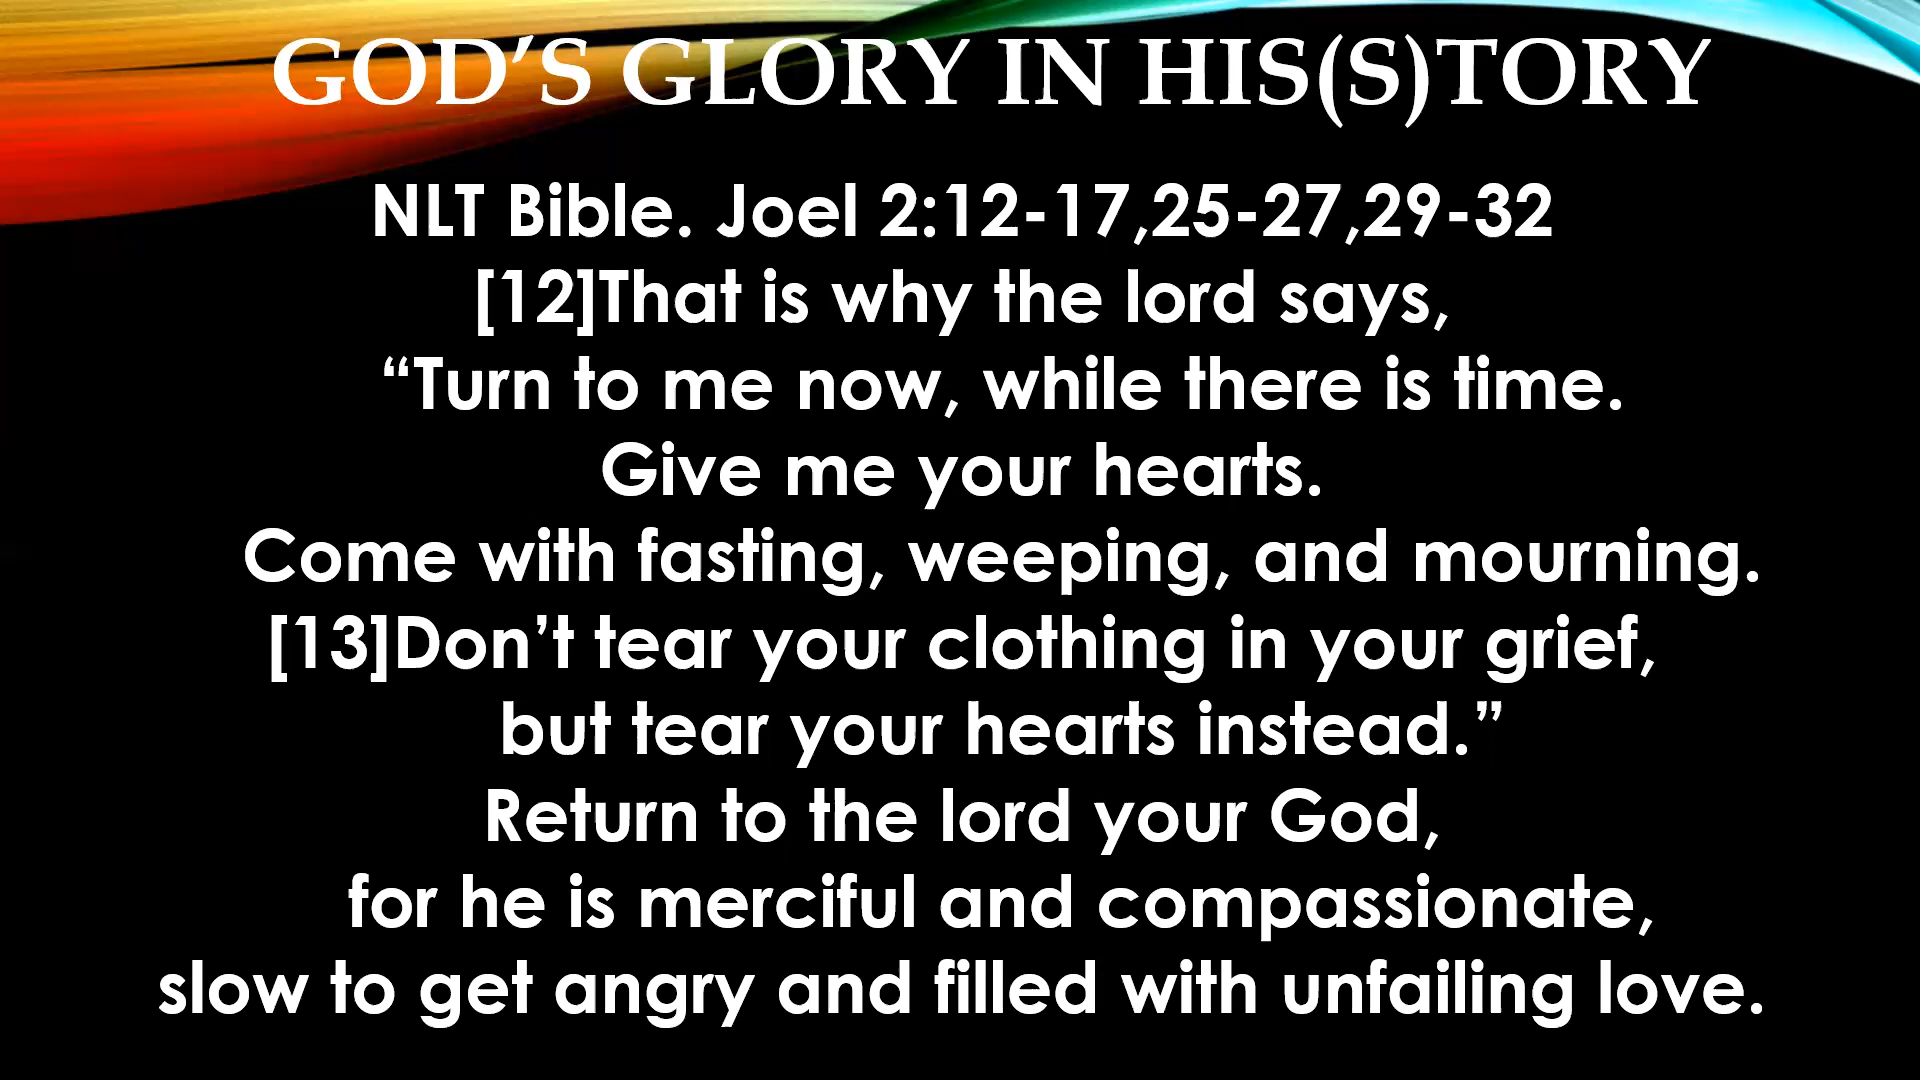 GOD’S GLORY IN HIS(S)TORY
NLT Bible. Joel 2:12-17,25-27,29-32
[12]That is why the lord says,
“Turn to me now, while there is time.
Give me your hearts.
Come with fasting, weeping, and mourning.
[13]Don’t tear your clothing in your grief,
but tear your hearts instead.”
Return to the lord your God,
for he is merciful and compassionate,
slow to get angry and filled with unfailing love.